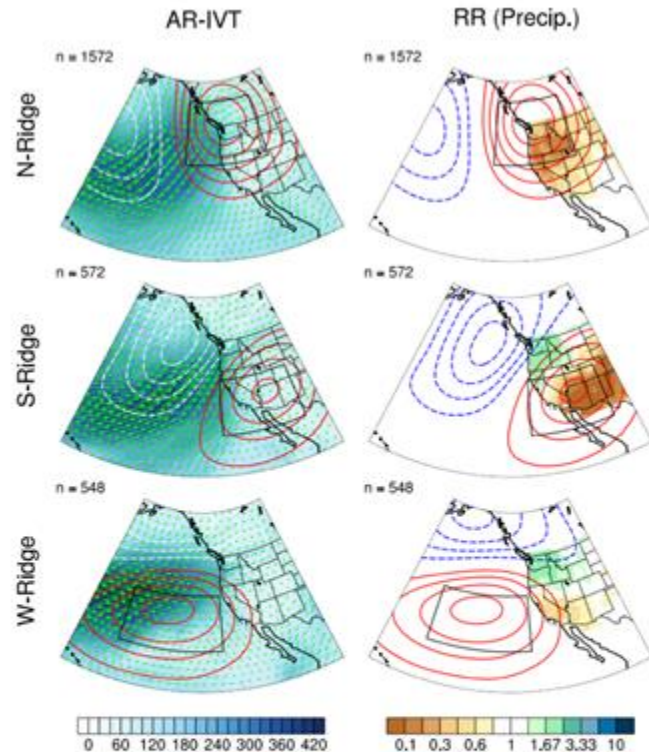 AR-IVT RR (Precip.)
n = 1572 n = 1572
N-Ridge
n = 572 n = 572
S-Ridge
n = 548 n = 548
W-Ridge
0 60 120 180 240 300 360 420 0.1 0.3 0.6 1 1.67 3.33 10